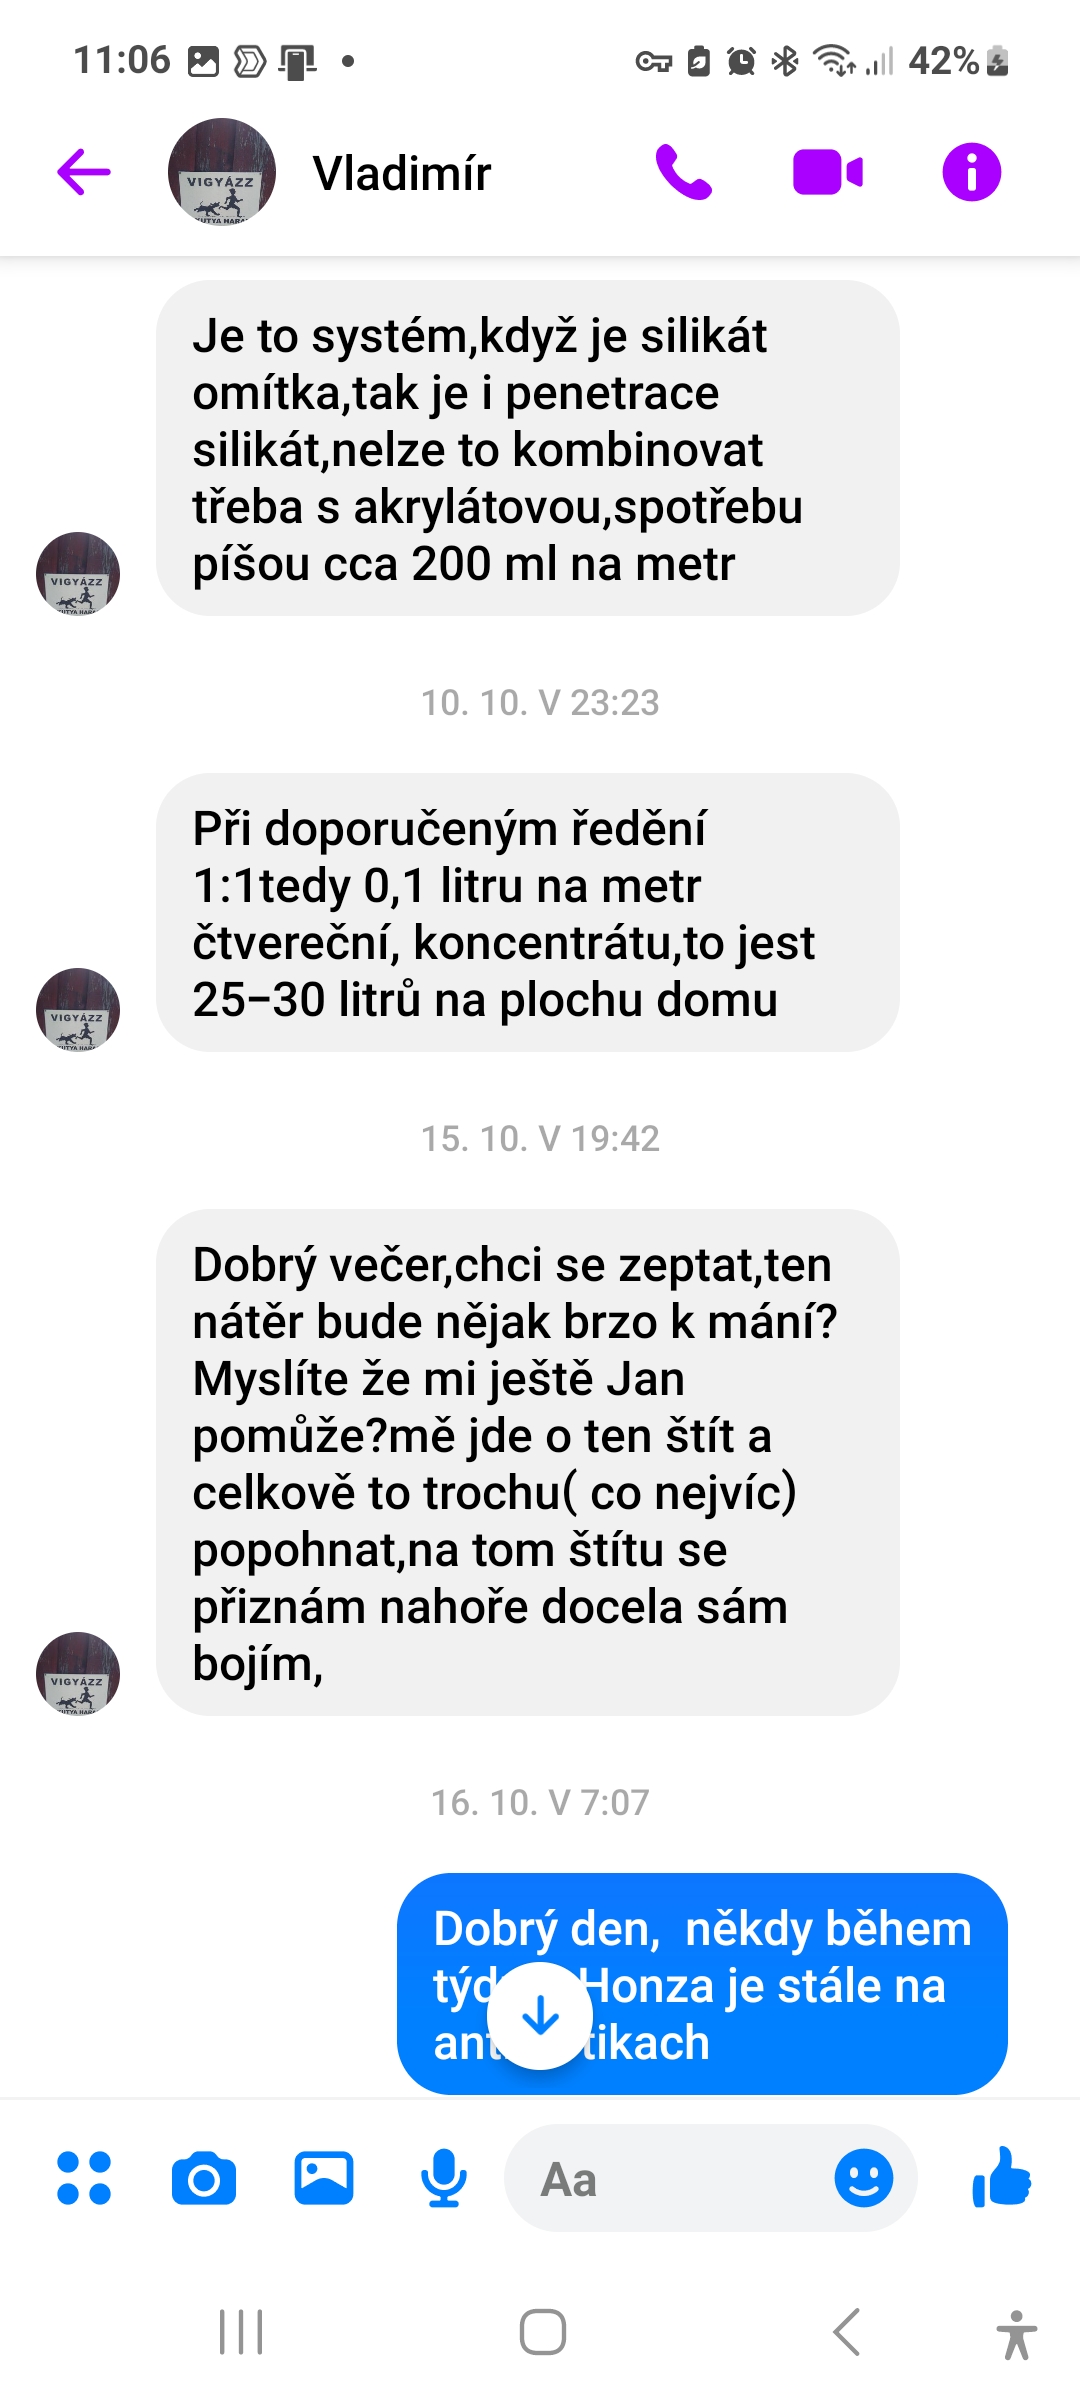 11:06
42%
VIGYÁZZ
Vladimír
Je to systém,když je silikát
omítka,tak je i penetrace
silikát,nelze to kombinovat
třeba s akrylátovou,spotřebu
píšou cca 200 ml na metr
VIGYÁZZ
10. 10. V 23:23
Při doporučeným ředění
1:1tedy 0,1 litru na metr
čtvereční, koncentrátu,to jest
25–30 litrů na plochu domu
VIGYÁZZ
15. 10. V 19:42
Dobrý večer,chci se zeptat,ten
nátěr bude nějak brzo k mání?
Myslíte že mi ještě Jan
pomůže?mě jde o ten štít a
celkově to trochu( co nejvíc)
popohnat,na tom štítu se
přiznám nahoře docela sám
bojím,
VIGYÁZZ
16. 10. V 7:07
Dobrý den,  někdy během
Honza je stále na
Aa